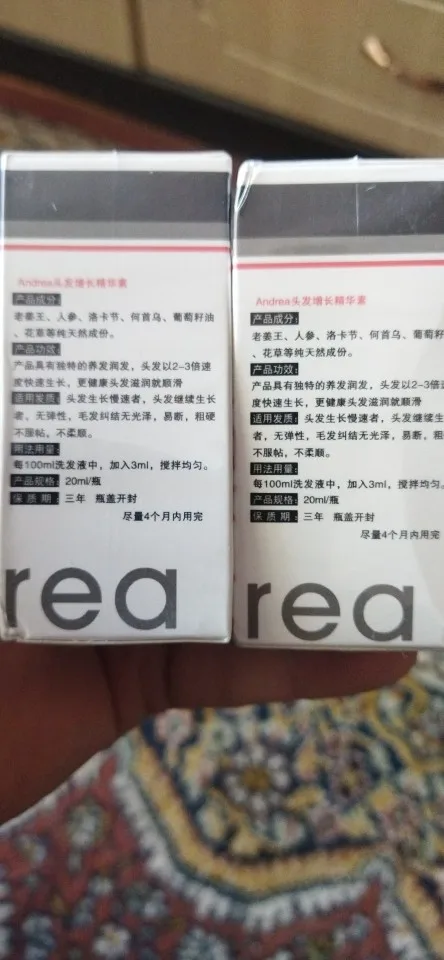 Andrea头发增长精华素
产品成分:
老姜王、人参、洛卡节、何首乌、葡萄籽油
、花草等纯天然成份。
产品功效:
产品具有独特的养发润发，头发以2-3倍速
度快速生长，更健康头发滋润就顺滑
适用发质: 头发生长慢速者，头发继续生长
者，无弹性，毛发纠结无光泽，易断，粗硬
不服帖，不柔顺。
用法用量:
每100ml洗发液中，加入3ml，搅拌均匀。
产品规格: 20ml/瓶
保 质 期: 三年 瓶盖开封
尽量4个月内用完
rea
Andrea头发增长精华素
产品成分:
老姜王、人参、洛卡节、何首乌、葡萄籽
、花草等纯天然成份。
产品功效:
产品具有独特的养发润发，头发以2-3倍
度快速生长，更健康头发滋润就顺滑
适用发质: 头发生长慢速者，头发继续生
者，无弹性，毛发纠结无光泽，易断，粗
不服帖，不柔顺。
用法用量:
每100ml洗发液中，加入3ml，搅拌均匀。
产品规格: 20ml/瓶
保 质 期: 三年 瓶盖开封
尽量4个月内用完
rea